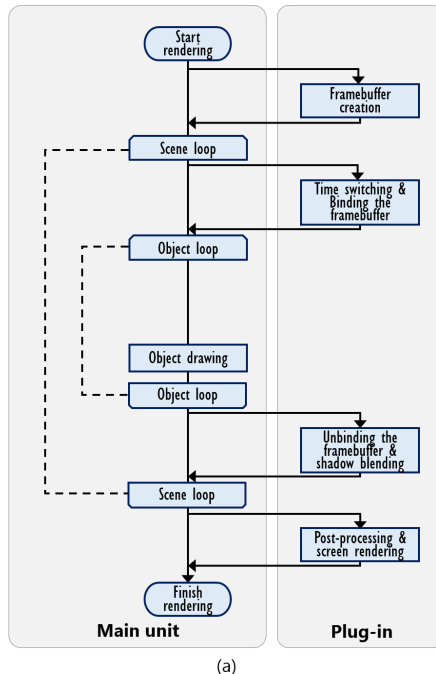 Start
rendering
Framebuffer
creation
Scene loop
Time switching &
Binding the
framebuffer
Object loop
Object drawing
Object loop
Unbinding the
framebuffer &
shadow blending
Scene loop
Post-processing &
screen rendering
Finish
rendering
Main unit
Plug-in
(a)